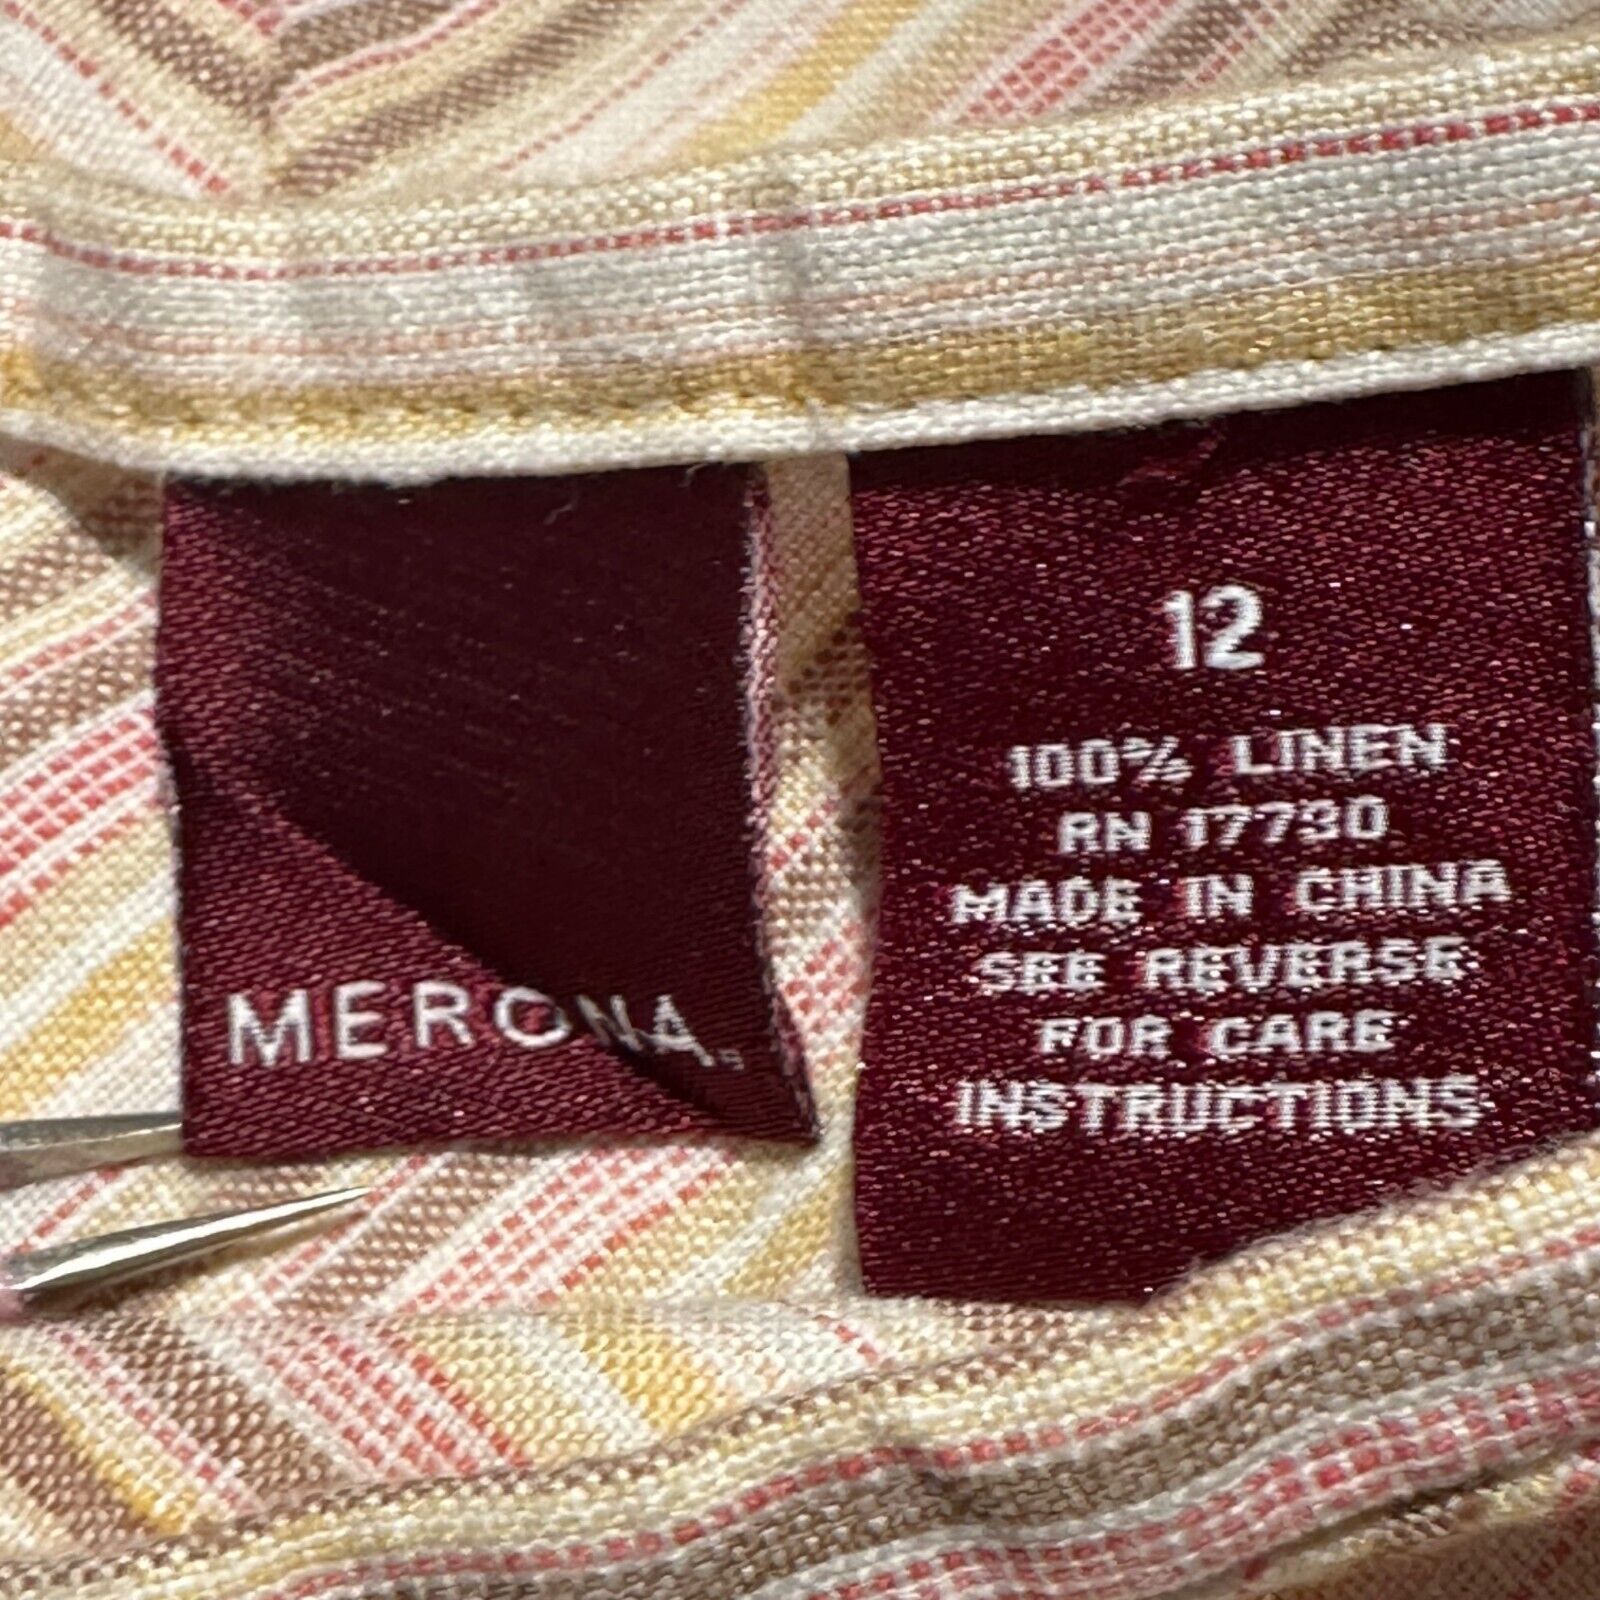 MERONA®
12
100% LINEN
RN 17730
MADE IN CHINA
SEE REVERSE
FOR CARE
INSTRUCTIONS